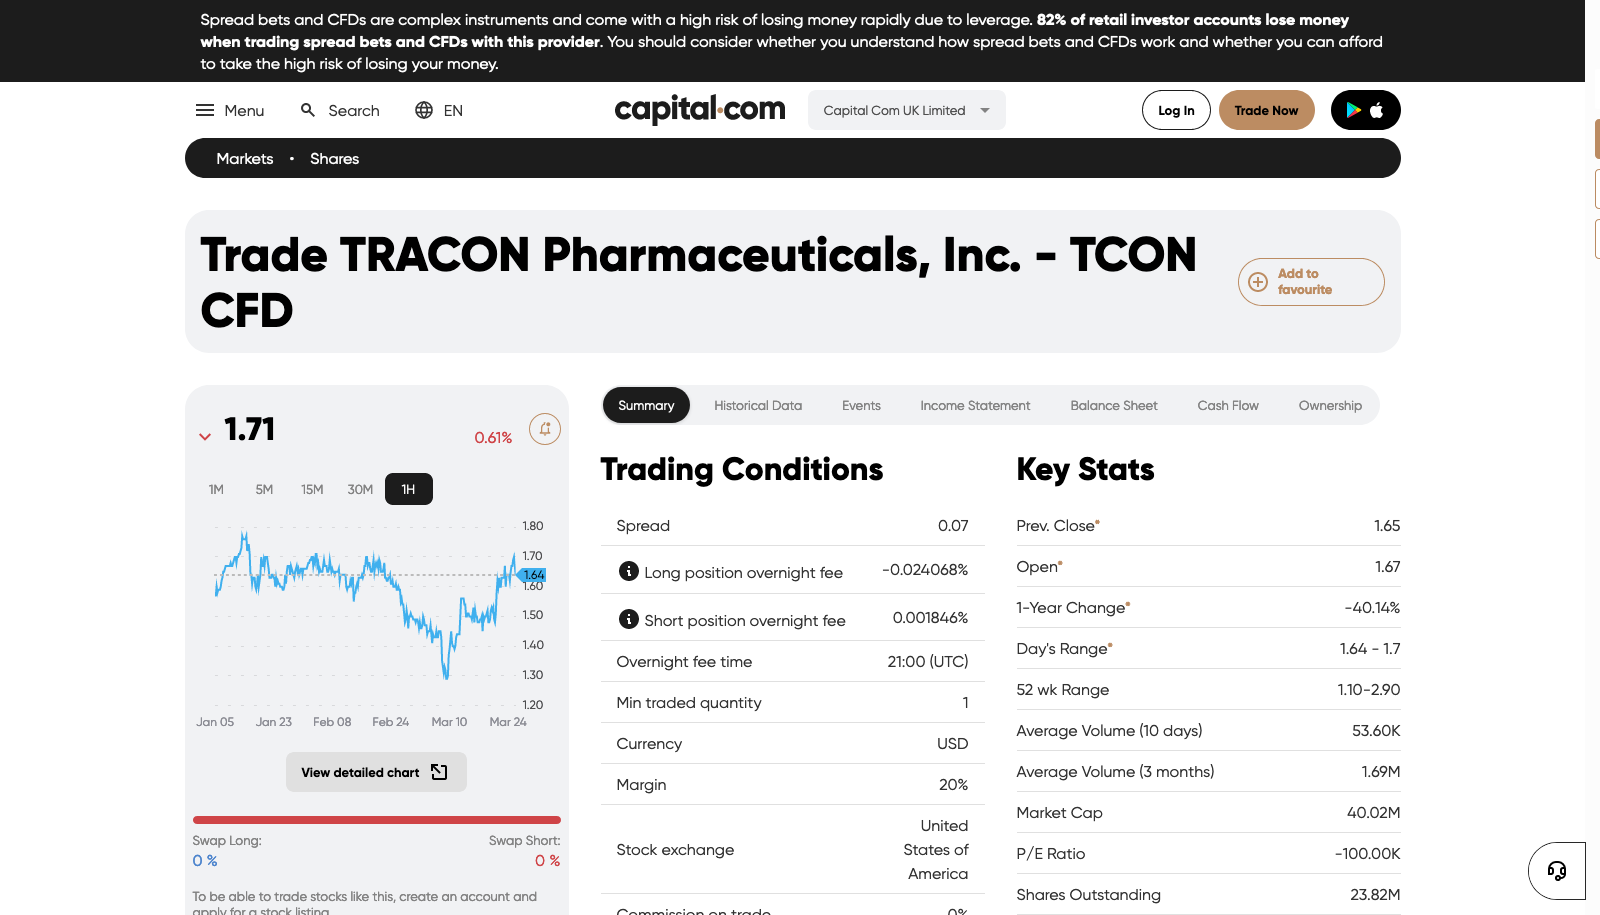 Spread bets and CFDs are complex instruments and come with a high risk of losing money rapidly due to leverage. 82% of retail investor accounts lose money
when trading spread bets and CFDs with this provider. You should consider whether you understand how spread bets and CFDs work and whether you can afford
to take the high risk of losing your money.
Menu Search EN capital.com Capital Com UK Limited Log In Trade Now
Markets • Shares
Trade TRACON Pharmaceuticals, Inc. - TCON
CFD
Add to
favourite
1.71
0.61%
1M 5M 15M 30M 1H
1.80
1.70
1.64
1.60
1.50
1.40
1.30
1.20
Jan 05 Jan 23 Feb 08 Feb 24 Mar 10 Mar 24
View detailed chart
Swap Long: Swap Short:
0 % 0 %
To be able to trade stocks like this, create an account and
apply for a stock listing
Summary Historical Data Events Income Statement Balance Sheet Cash Flow Ownership
Trading Conditions
Spread 0.07
Long position overnight fee -0.024068%
Short position overnight fee 0.001846%
Overnight fee time 21:00 (UTC)
Min traded quantity 1
Currency USD
Margin 20%
Stock exchange United
States of
America
Commission on trade 0%
Key Stats
Prev. Close* 1.65
Open* 1.67
1-Year Change* -40.14%
Day's Range* 1.64 - 1.7
52 wk Range 1.10-2.90
Average Volume (10 days) 53.60K
Average Volume (3 months) 1.69M
Market Cap 40.02M
P/E Ratio -100.00K
Shares Outstanding 23.82M